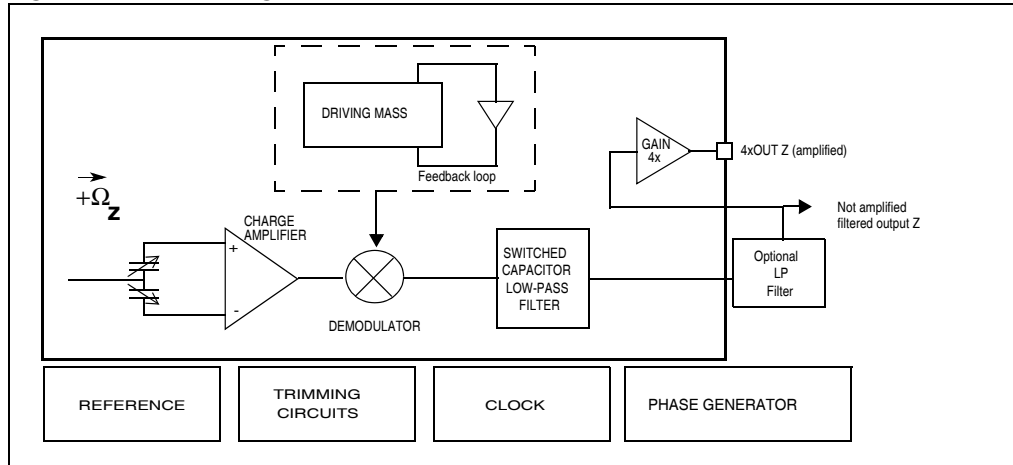 DRIVING MASS
Feedback loop
GAIN
4x
4xOUT Z (amplified)
+Ω
z
CHARGE
AMPLIFIER
+
-
DEMODULATOR
SWITCHED
CAPACITOR
LOW-PASS
FILTER
Not amplified
filtered output Z
Optional
LP
Filter
REFERENCE
TRIMMING
CIRCUITS
CLOCK
PHASE GENERATOR